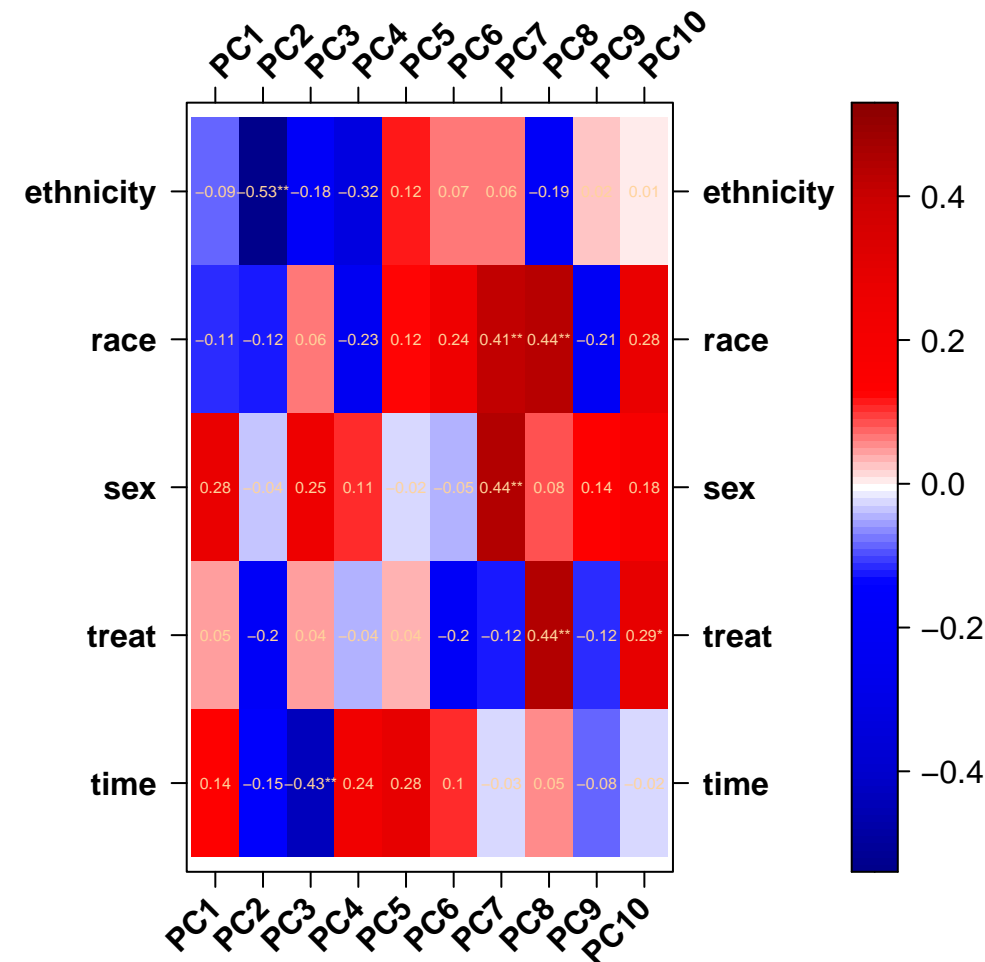 PC1 PC2 PC3 PC4 PC5 PC6 PC7 PC8 PC9 PC10
ethnicity −0.09 −0.53** −0.18 −0.32 0.12 0.07 0.06 −0.19 0.01 ethnicity 0.4
race −0.11 −0.12 0.06 −0.23 0.12 0.24 0.41** 0.44** −0.21 0.28 race 0.2
sex 0.28 −0.04 0.25 0.11 −0.02 −0.05 0.44** 0.08 0.14 0.18 sex 0.0
treat 0.05 −0.2 0.04 −0.04 0.04 −0.2 −0.12 0.44** −0.12 0.29* treat −0.2
time 0.14 −0.15 −0.43** 0.24 0.28 0.1 0.05 −0.08 −0.02 time −0.4
PC1 PC2 PC3 PC4 PC5 PC6 PC7 PC8 PC9 PC10